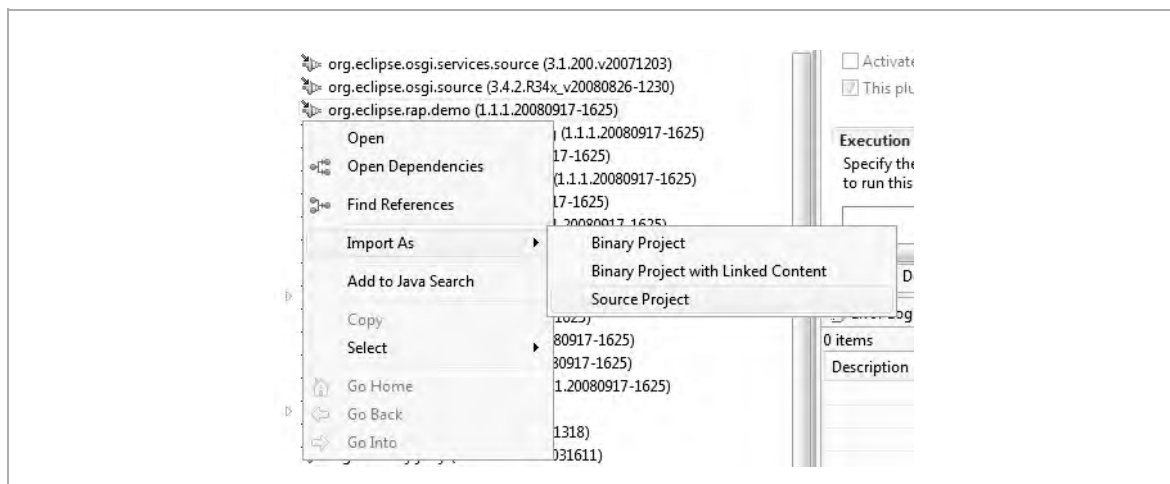 org.eclipse.osgi.services.source (3.1.200.v20071203)
org.eclipse.osgi.source (3.4.2.R34x_v20080826-1230)
org.eclipse.rap.demo (1.1.1.20080917-1625)
(1.1.1.20080917-1625)
17-1625)
(1.1.1.20080917-1625)
17-1625)
Open
Open Dependencies
Find References
Import As
Add to Java Search
Copy
Select
Go Home
Go Back
Go Into
Binary Project
Binary Project with Linked Content
Source Project
80917-1625)
80917-1625)
1.20080917-1625)
1318)
031611)
Activate
This plu
Execution
Specify the
to run this
D
0 items
Description